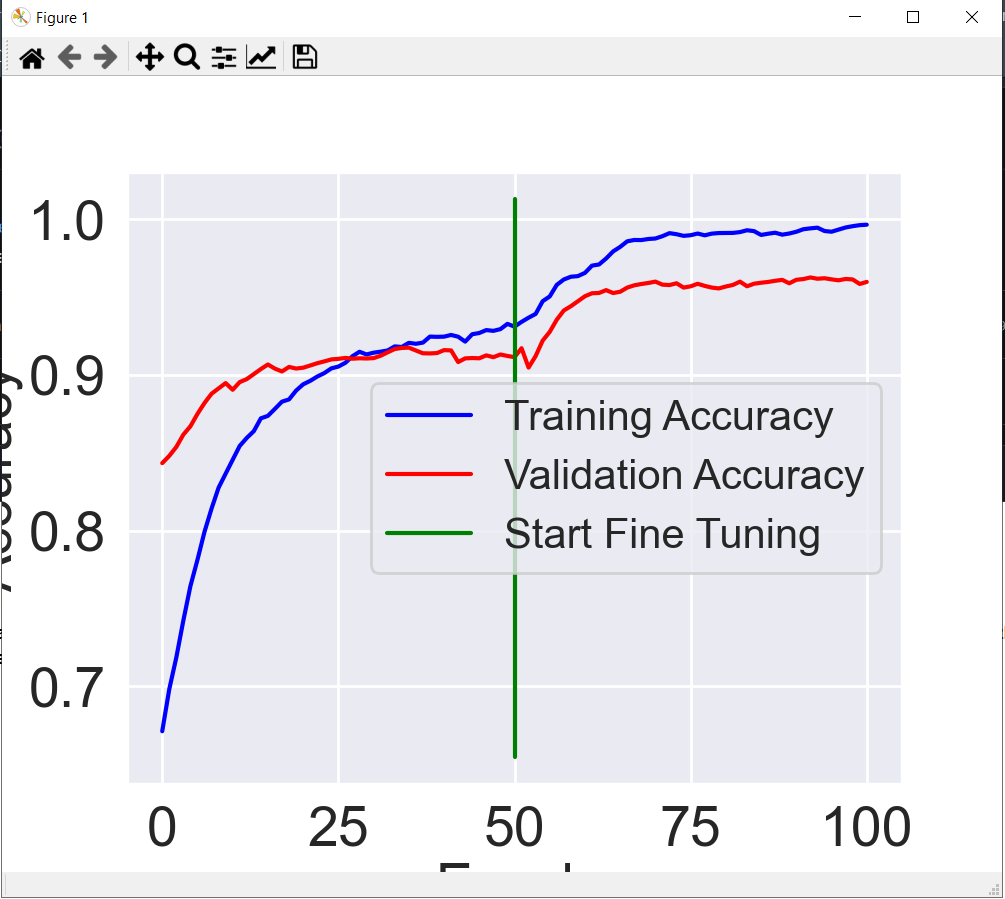 Figure 1
1.0
0.9
0.8
0.7
Training Accuracy
Validation Accuracy
Start Fine Tuning
0 25 50 75 100